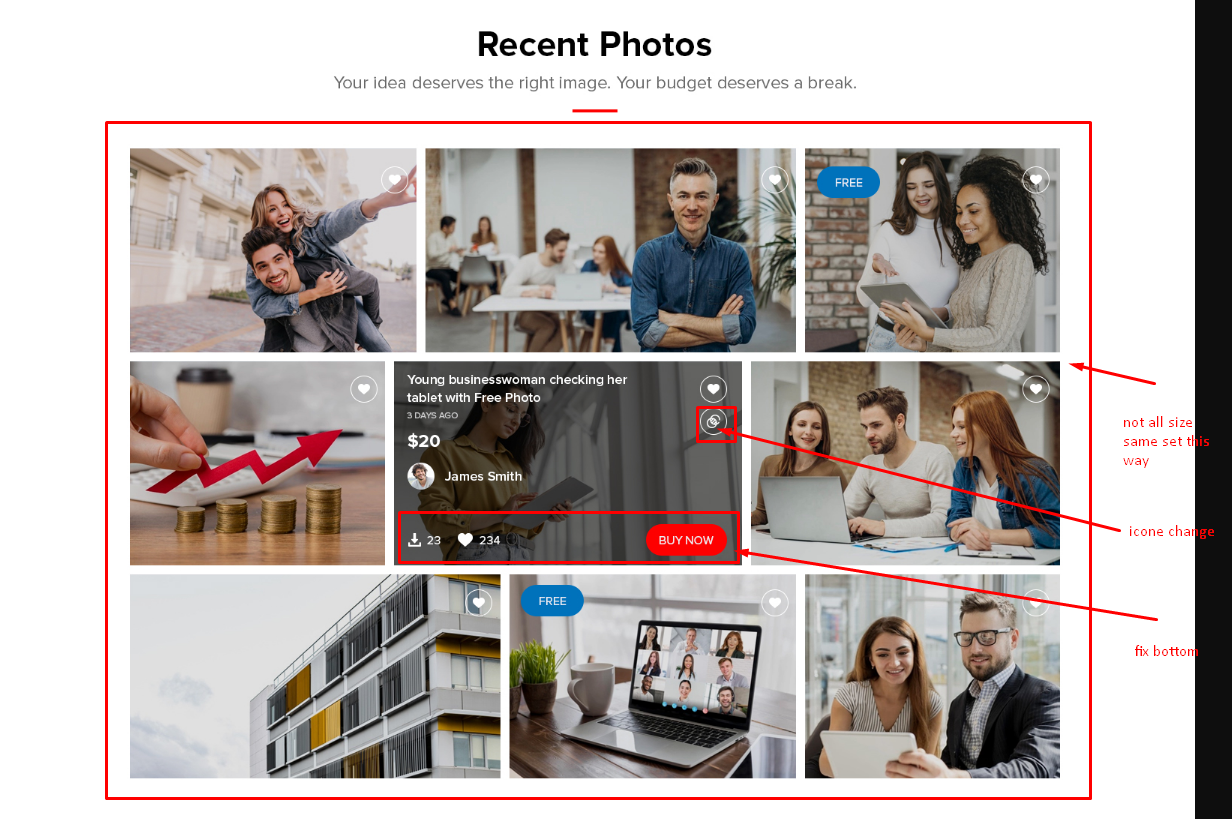 Recent Photos
Your idea deserves the right image. Your budget deserves a break.
FREE
Young businesswoman checking her
tablet with Free Photo
3 DAYS AGO
$20
James Smith
23
234
BUY NOW
FREE
not all size
same set this
way
icone change
fix bottom